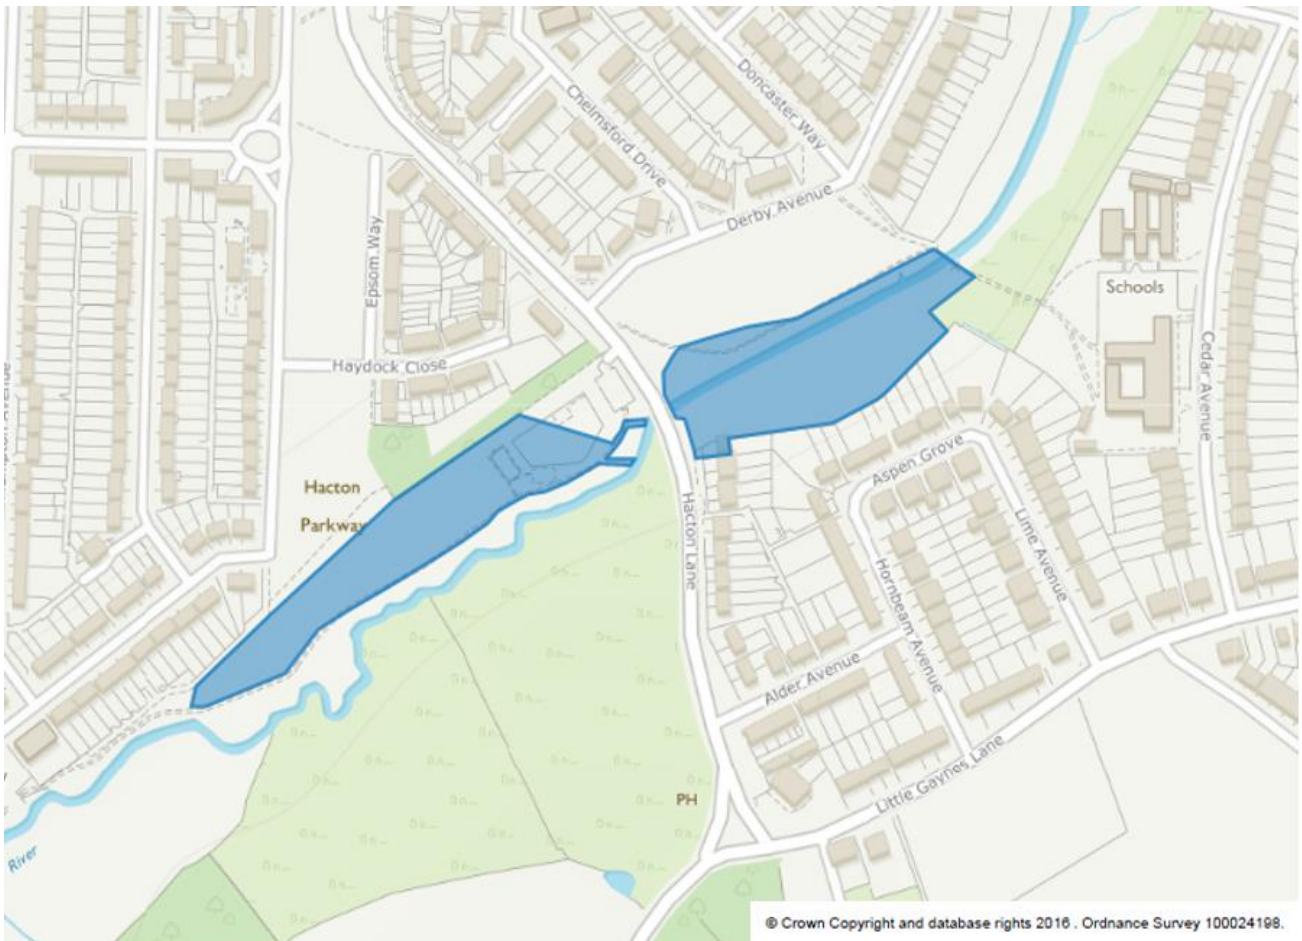 Doncaster Way
Chelmsford Drive
Derby Avenue
Epsom Way
Schools
Cedar Avenue
Haydock Close
Hacton
Parkway
Aspen Grove
Hacton Lane
Lime Avenue
Hornbeam Avenue
Alder Avenue
PH
Little Gaynes Lane
River
© Crown Copyright and database rights 2016 . Ordnance Survey 100024198.